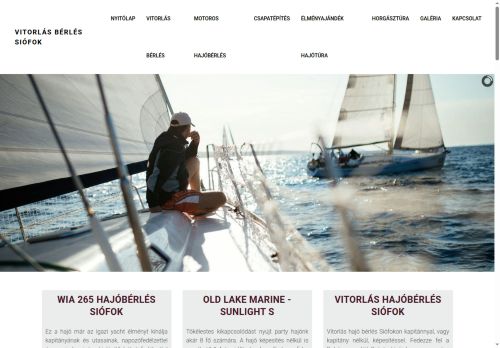 VITORLÁS BÉRLÉS
SIÓFOK
NYITÓLAP
VITORLÁS
BÉRLÉS
MOTOROS
HAJÓBÉRLÉS
CSAPATÉPÍTÉS
ÉLMÉNYAJÁNDÉK
HAJÓTÚRA
HORGÁSZTÚRA
GALÉRIA
KAPCSOLAT
WIA 265 HAJÓBÉRLÉS
SIÓFOK
Ez a hajó már az igazi yacht élményt kínálja
kapitányának és utasainak, napozófedélzettel
OLD LAKE MARINE -
SUNLIGHT S
Tökéletes kikapcsolódást nyújt party hajónk
akár 8 fő számára. A hajó képesítés nélkül is
VITORLÁS HAJÓBÉRLÉS
SIÓFOK
Vitorlás hajó bérlés Siófokon kapitánnyal, vagy
kapitány nélkül, képesítéssel. Fedezze fel a